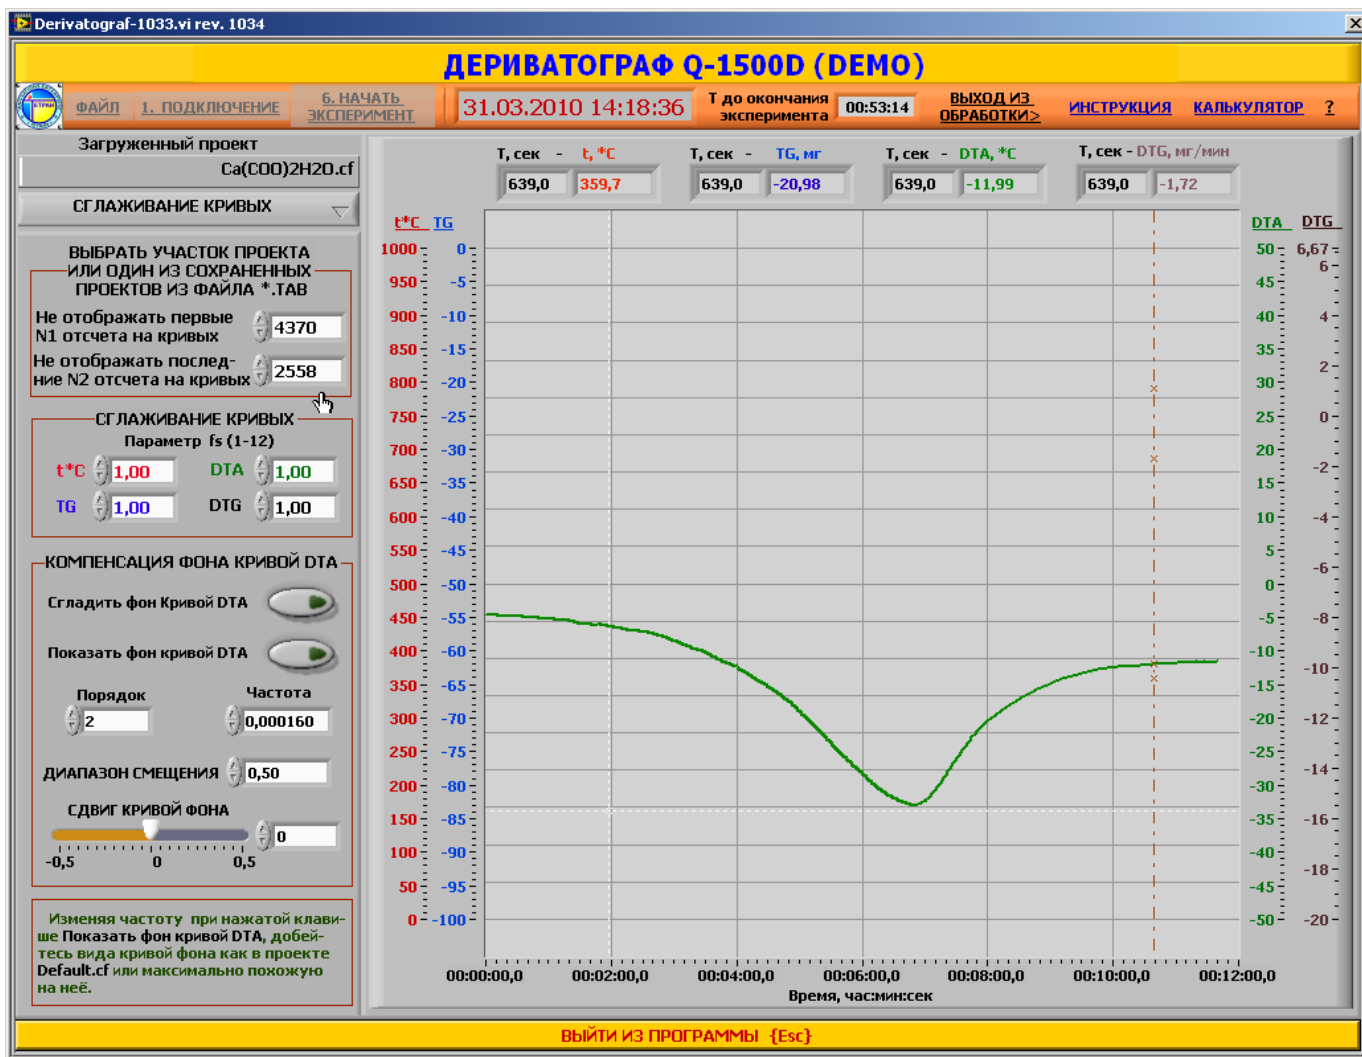 Derivatograf-1033.vi rev. 1034
ДЕРИВАТОГРАФ Q-1500D (DEMO)
ФАЙЛ
1. ПОДКЛЮЧЕНИЕ
6. НАЧАТЬ
ЭКСПЕРИМЕНТ
31.03.2010 14:18:36
T до окончания
эксперимента
00:53:14
ВЫХОД ИЗ
ОБРАБОТКИ>
ИНСТРУКЦИЯ
КАЛЬКУЛЯТОР
?
Загруженный проект
Ca(COO)2H2O.cf
СГЛАЖИВАНИЕ КРИВЫХ
ВЫБРАТЬ УЧАСТОК ПРОЕКТА
ИЛИ ОДИН ИЗ СОХРАНЕННЫХ
ПРОЕКТОВ ИЗ ФАЙЛА *.TAB
Не отображать первые
N1 отсчета на кривых
4370
Не отображать послед-
ние N2 отсчета на кривых
2558
СГЛАЖИВАНИЕ КРИВЫХ
Параметр fs (1-12)
t*C 1,00 DTA 1,00
TG 1,00 DTG 1,00
КОМПЕНСАЦИЯ ФОНА КРИВОЙ DTA
Сгладить фон Кривой DTA
Показать фон кривой DTA
Порядок Частота
2 0,000160
ДИАПАЗОН СМЕЩЕНИЯ 0,50
СДВИГ КРИВОЙ ФОНА
0
-0,5 0 0,5
Изменяя частоту при нажатой клави-
ше Показать фон кривой DTA, добей-
тесь вида кривой фона как в проекте
Default.cf или максимально похожую
на неё.
T, сек - t,*C
639,0 359,7
T, сек - TG, мг
639,0 -20,98
T, сек - DTA, *C
639,0 -11,99
T, сек - DTG, мг/мин
639,0 -1,72
t*C TG
1000 0
950 -5
900 -10
850 -15
800 -20
750 -25
700 -30
650 -35
600 -40
550 -45
500 -50
450 -55
400 -60
350 -65
300 -70
250 -75
200 -80
150 -85
100 -90
50 -95
0 -100
DTA DTG
50 6,67
6
45
40 4
35
2
30
25 0
20
-2
15
10 -4
5
-6
0
-5 -8
-10 -10
-15
-20 -12
-25
-14
-30
-35 -16
-40
-18
-45
-50 -20
00:00:00,0 00:02:00,0 00:04:00,0 00:06:00,0 00:08:00,0 00:10:00,0 00:12:00,0
Время, час:мин:сек
ВЫЙТИ ИЗ ПРОГРАММЫ {Esc}